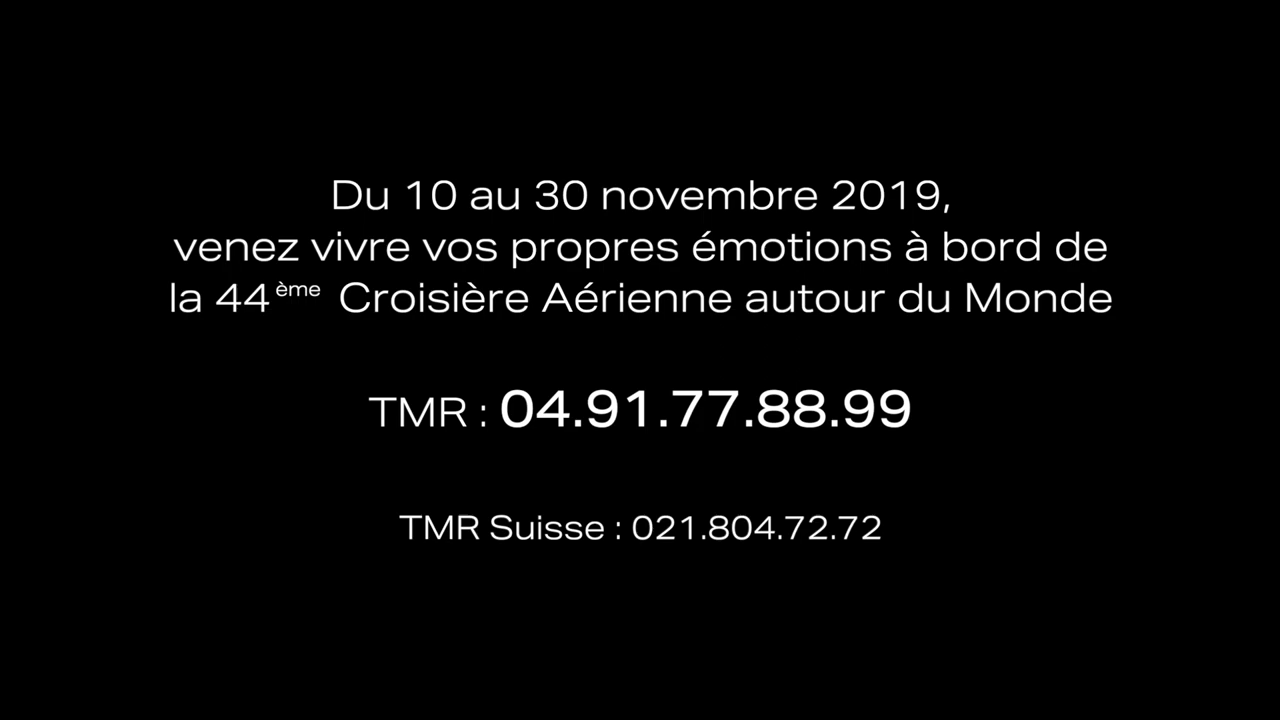 Du 10 au 30 novembre 2019,
venez vivre vos propres émotions à bord de
la 44ème Croisière Aérienne autour du Monde
TMR : 04.91.77.88.99
TMR Suisse : 021.804.72.72